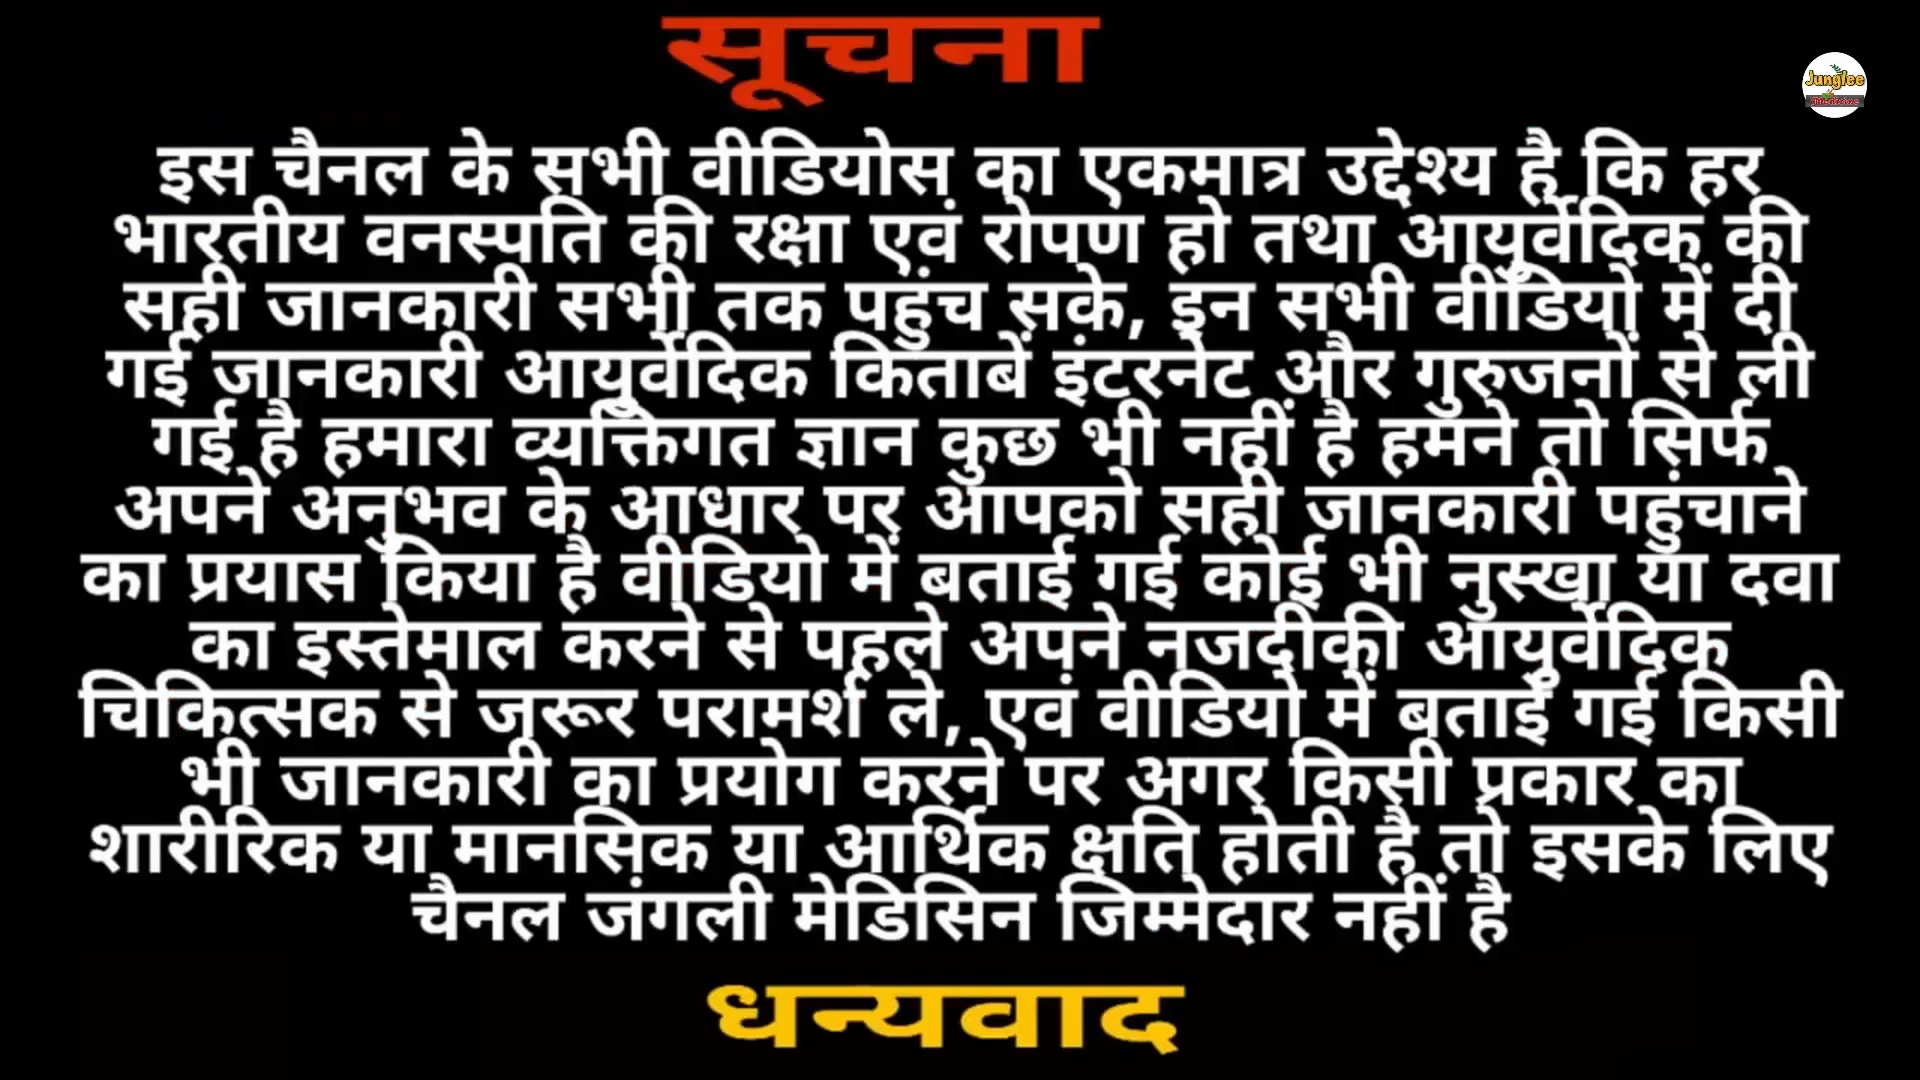 सूचना
Junglee
Medicine
इस चैनल के सभी वीडियोस का एकमात्र उद्देश्य है कि हर
भारतीय वनस्पति की रक्षा एवं रोपण हो तथा आयुर्वेदिक की
सही जानकारी सभी तक पहुंच सके, इन सभी वीडियो में दी
गई जानकारी आयुर्वेदिक किताबें इंटरनेट और गुरुजनों से ली
गई है हमारा व्यक्तिगत ज्ञान कुछ भी नहीं है हमने तो सिर्फ
अपने अनुभव के आधार पर आपको सही जानकारी पहुंचाने
का प्रयास किया है वीडियो में बताई गई कोई भी नुस्खा या दवा
का इस्तेमाल करने से पहले अपने नजदीकी आयुर्वेदिक
चिकित्सक से जरूर परामर्श ले, एवं वीडियो में बताई गई किसी
भी जानकारी का प्रयोग करने पर अगर किसी प्रकार का
शारीरिक या मानसिक या आर्थिक क्षति होती है तो इसके लिए
चैनल जंगली मेडिसिन जिम्मेदार नहीं है
धन्यवाद